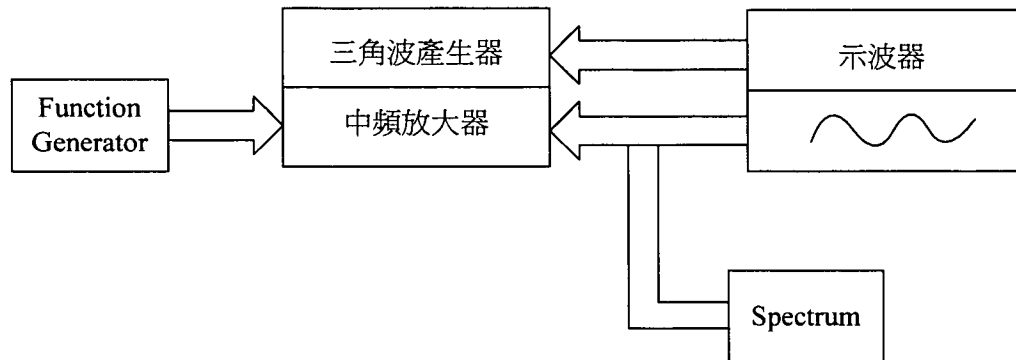 三角波產生器
示波器
Function
Generator
中頻放大器
Spectrum